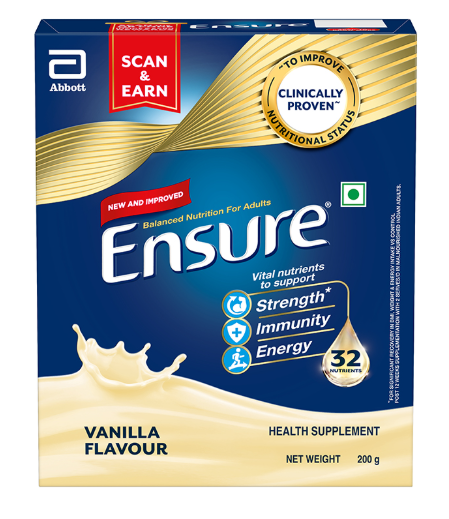 Abbott
SCAN
&
EARN
~TO IMPROVE
CLINICALLY
PROVEN~
NUTRITIONAL STATUS
NEW AND IMPROVED
Balanced Nutrition For Adults
Ensure®
Vital nutrients
to support
Strength*
Immunity
Energy
32
NUTRIENTS
VANILLA
FLAVOUR
HEALTH SUPPLEMENT
NET WEIGHT 200 g